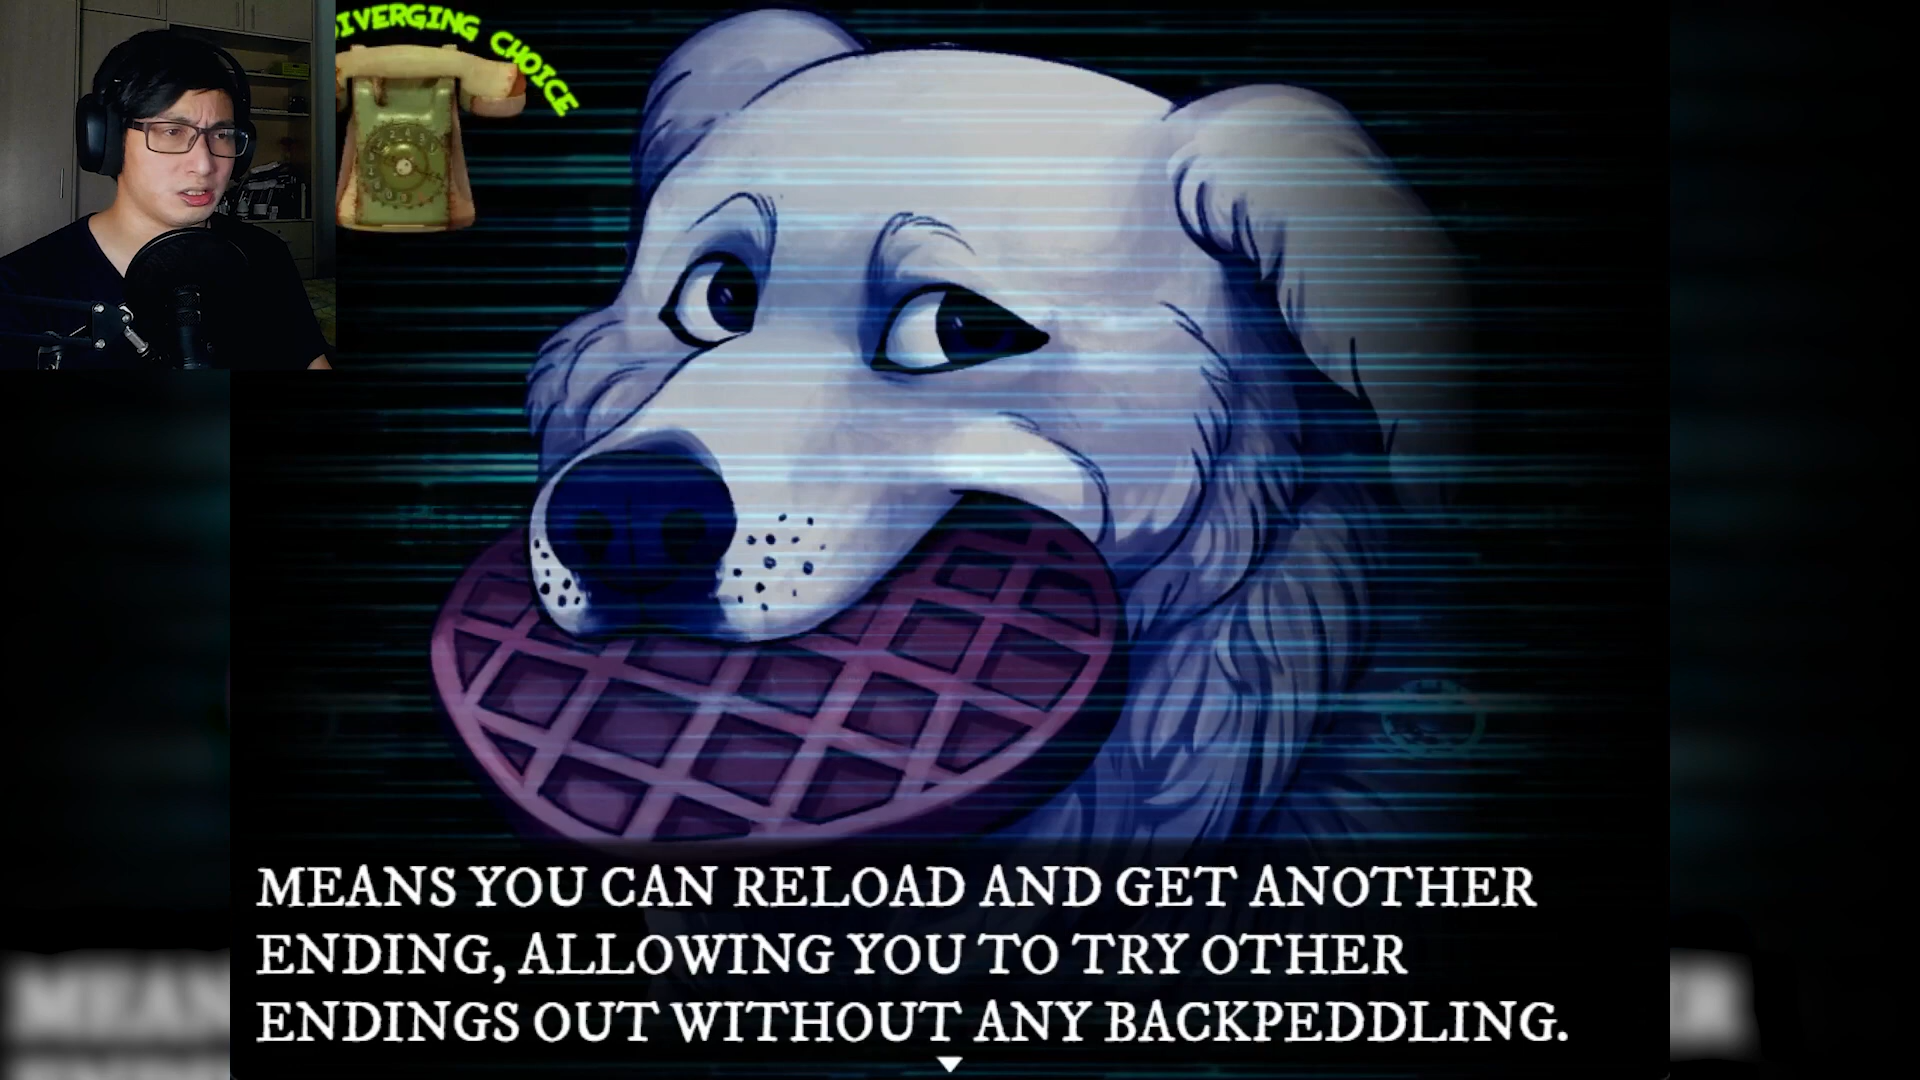 DIVERGING CHOICE
MEANS YOU CAN RELOAD AND GET ANOTHER
ENDING, ALLOWING YOU TO TRY OTHER
ENDINGS OUT WITHOUT ANY BACKPEDDLING.